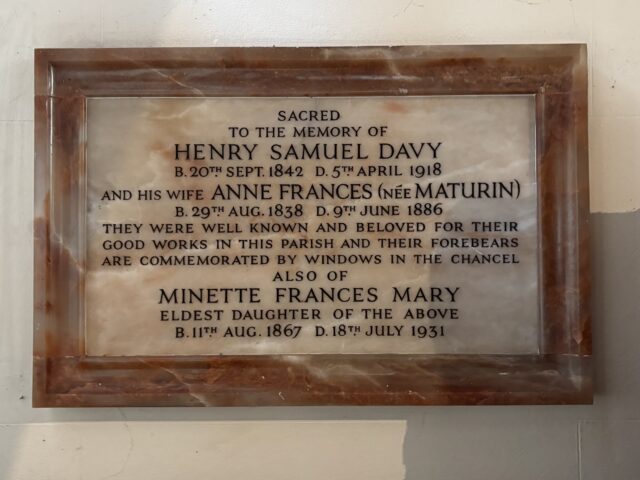 SACRED
TO THE MEMORY OF
HENRY SAMUEL DAVY
B. 20TH SEPT. 1842 D. 5TH APRIL 1918
AND HIS WIFE ANNE FRANCES (NÉE MATURIN)
B. 29TH AUG. 1838 D. 9TH JUNE 1886
THEY WERE WELL KNOWN AND BELOVED FOR THEIR
GOOD WORKS IN THIS PARISH AND THEIR FOREBEARS
ARE COMMEMORATED BY WINDOWS IN THE CHANCEL
ALSO OF
MINETTE FRANCES MARY
ELDEST DAUGHTER OF THE ABOVE
B. 11TH AUG. 1867 D. 18TH JULY 1931